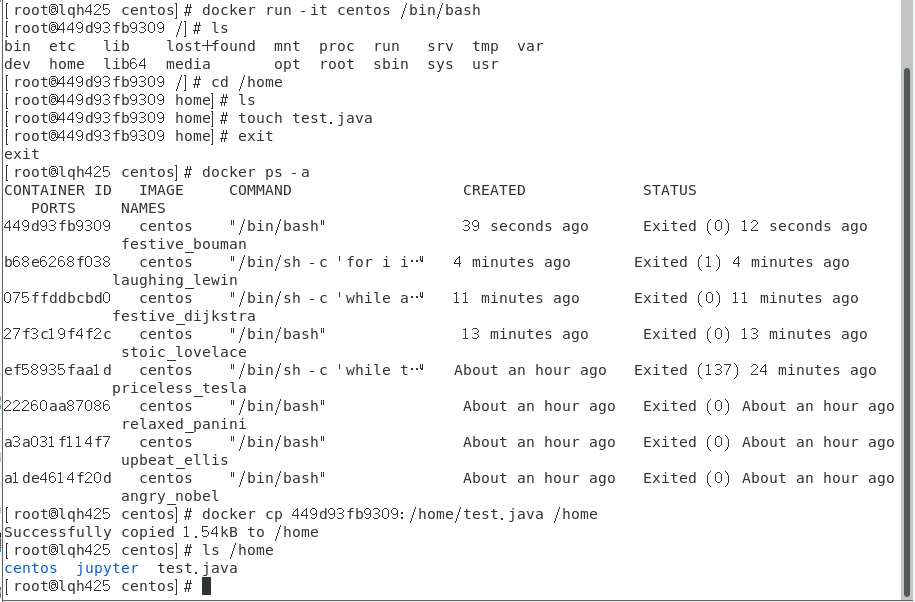 [root@lqh425 centos]# docker run -it centos /bin/bash
[root@449d93fb9309 /]# ls
bin  etc   lib    lost+found  mnt  proc  run   srv  tmp  var
dev  home  lib64  media       opt  root  sbin  sys  usr
[root@449d93fb9309 /]# cd /home
[root@449d93fb9309 home]# ls
[root@449d93fb9309 home]# touch test.java
[root@449d93fb9309 home]# exit
exit
[root@lqh425 centos]# docker ps -a
CONTAINER ID   IMAGE     COMMAND                   CREATED             STATUS
PORTS     NAMES
449d93fb9309   centos    "/bin/bash"               39 seconds ago      Exited (0) 12 seconds ago
festive_bouman
b68e6268f038   centos    "/bin/sh -c 'for i i…"   4 minutes ago       Exited (1) 4 minutes ago
laughing_lewin
075ffddbcbd0   centos    "/bin/sh -c 'while a…"   11 minutes ago      Exited (0) 11 minutes ago
festive_dijkstra
27f3c19f4f2c   centos    "/bin/bash"               13 minutes ago      Exited (0) 13 minutes ago
stoic_lovelace
ef58935faa1d   centos    "/bin/sh -c 'while t…"   About an hour ago   Exited (137) 24 minutes ago
priceless_tesla
22260aa87086   centos    "/bin/bash"               About an hour ago   Exited (0) About an hour ago
relaxed_panini
a3a031f114f7   centos    "/bin/bash"               About an hour ago   Exited (0) About an hour ago
upbeat_ellis
a1de4614f20d   centos    "/bin/bash"               About an hour ago   Exited (0) About an hour ago
angry_nobel
[root@lqh425 centos]# docker cp 449d93fb9309:/home/test.java /home
Successfully copied 1.54kB to /home
[root@lqh425 centos]# ls /home
centos  jupyter  test.java
[root@lqh425 centos]#